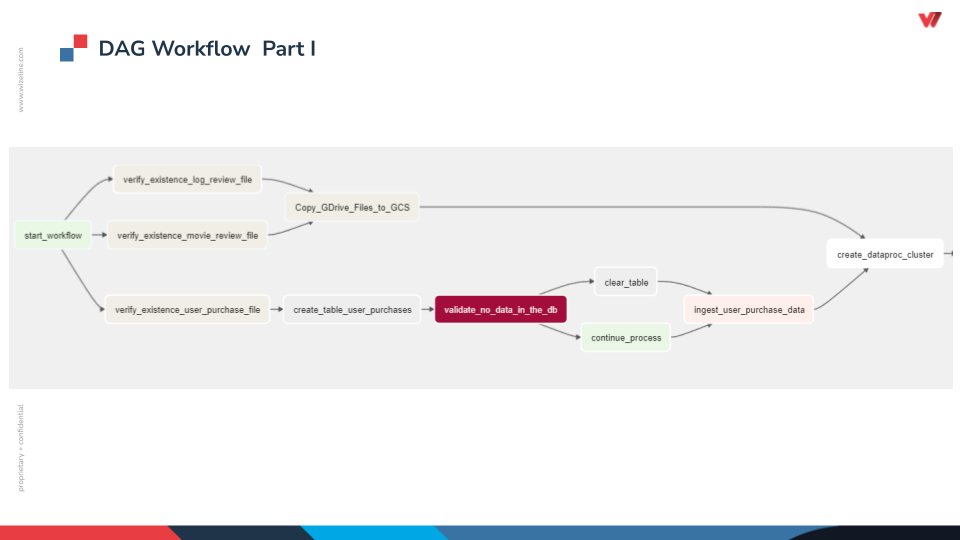 www.wizeline.com
DAG Workflow Part I
verify_existence_log_review_file
Copy_GDrive_Files_to_GCS
start_workflow
verify_existence_movie_review_file
create_dataproc_cluster
clear_table
verify_existence_user_purchase_file
create_table_user_purchases
validate_no_data_in_the_db
ingest_user_purchase_data
continue_process
proprietary + confidential